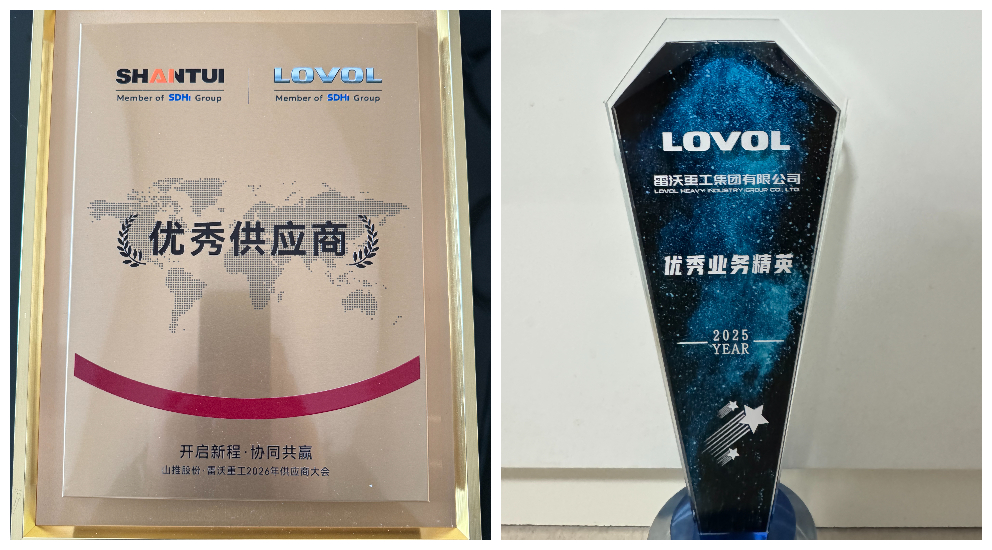 SHANTUI LOVOL
Member of SDHI Group Member of SDHI Group
优秀供应商
开启新程·协同共赢
山推股份·雷沃重工2026年供应商大会
LOVOL
雷沃重工集团有限公司
LOVOL HEAVY INDUSTRY GROUP CO., LTD.
优秀业务精英
2025
YEAR